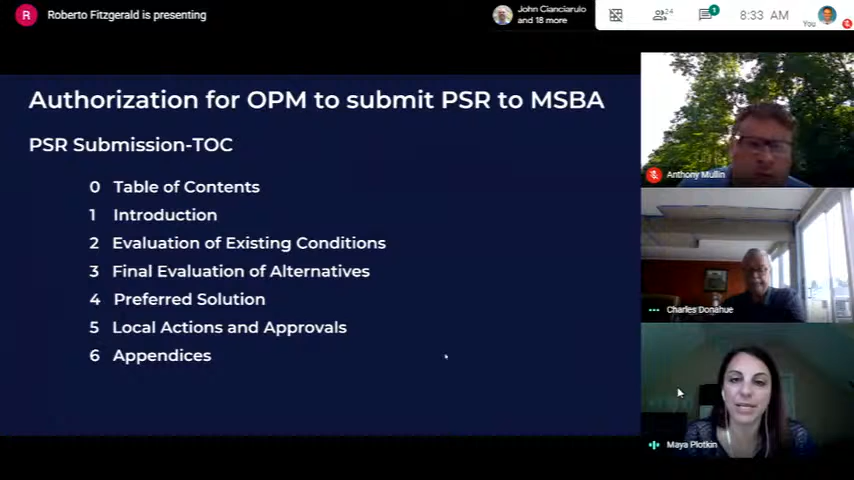 R Roberto Fitzgerald is presenting
John Cianciarulo
and 18 more
24
1
8:33 AM
You
Authorization for OPM to submit PSR to MSBA
PSR Submission-TOC
0 Table of Contents
1 Introduction
2 Evaluation of Existing Conditions
3 Final Evaluation of Alternatives
4 Preferred Solution
5 Local Actions and Approvals
6 Appendices
Anthony Mullin
Charles Donahue
Maya Plotkin